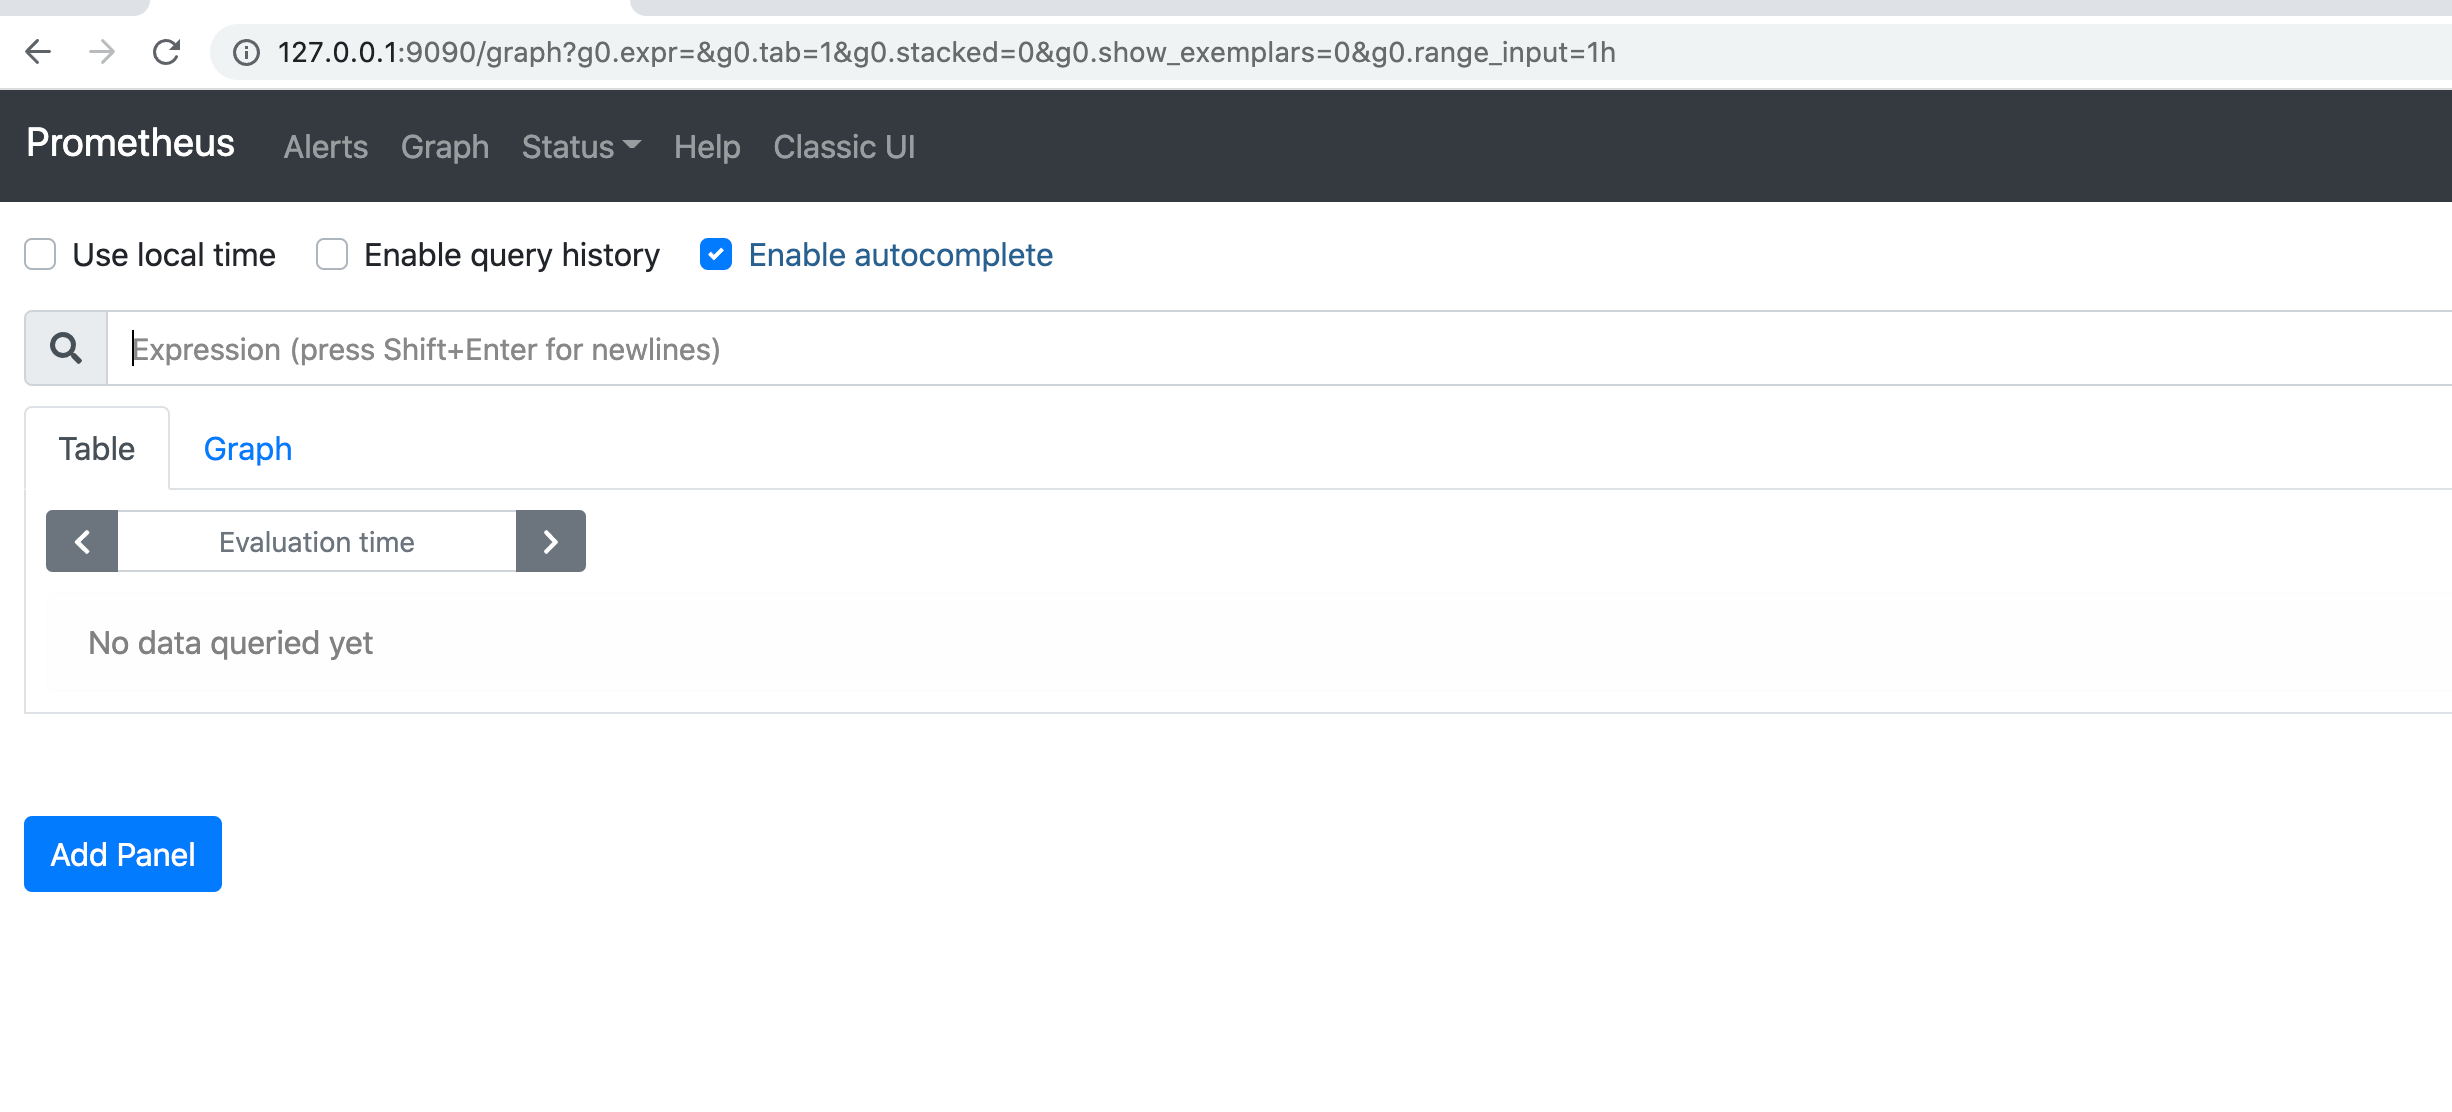 127.0.0.1:9090/graph?g0.expr=&g0.tab=1&g0.stacked=0&g0.show_exemplars=0&g0.range_input=1h
Prometheus Alerts Graph Status Help Classic UI
Use local time Enable query history Enable autocomplete
Expression (press Shift+Enter for newlines)
Table Graph
Evaluation time
No data queried yet
Add Panel